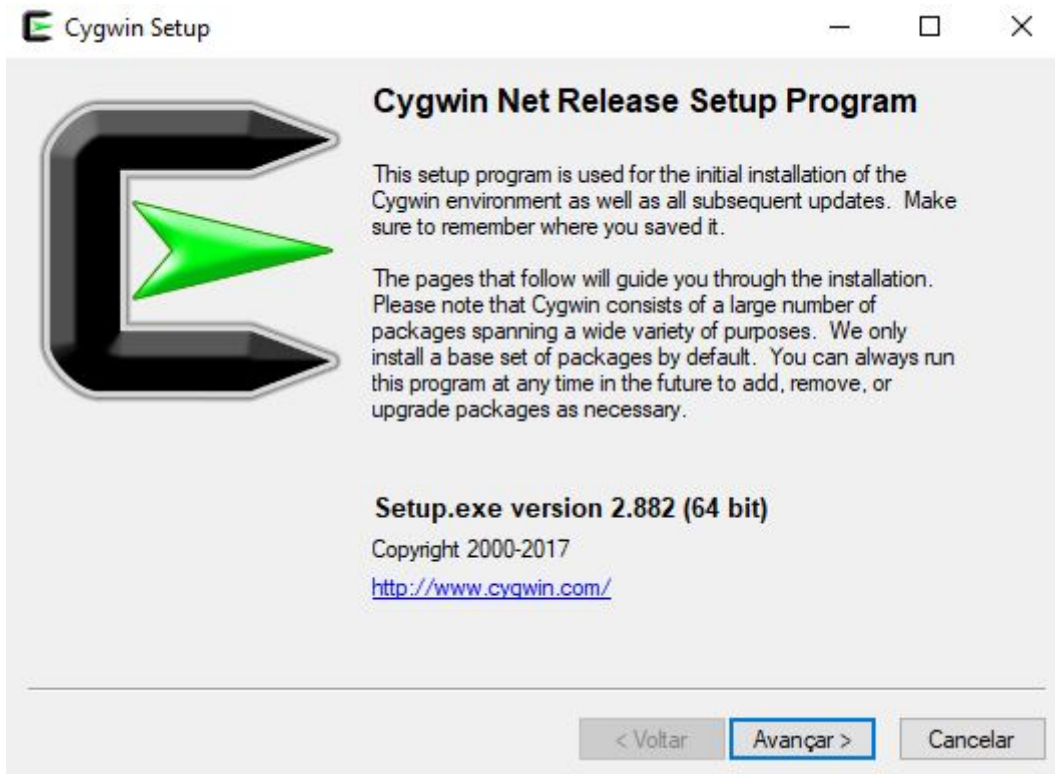 Cygwin Setup
Cygwin Net Release Setup Program
This setup program is used for the initial installation of the
Cygwin environment as well as all subsequent updates.  Make
sure to remember where you saved it.
The pages that follow will guide you through the installation.
Please note that Cygwin consists of a large number of
packages spanning a wide variety of purposes.  We only
install a base set of packages by default.  You can always run
this program at any time in the future to add, remove, or
upgrade packages as necessary.
Setup.exe version 2.882 (64 bit)
Copyright 2000-2017
http://www.cygwin.com/
< Voltar
Avançar >
Cancelar